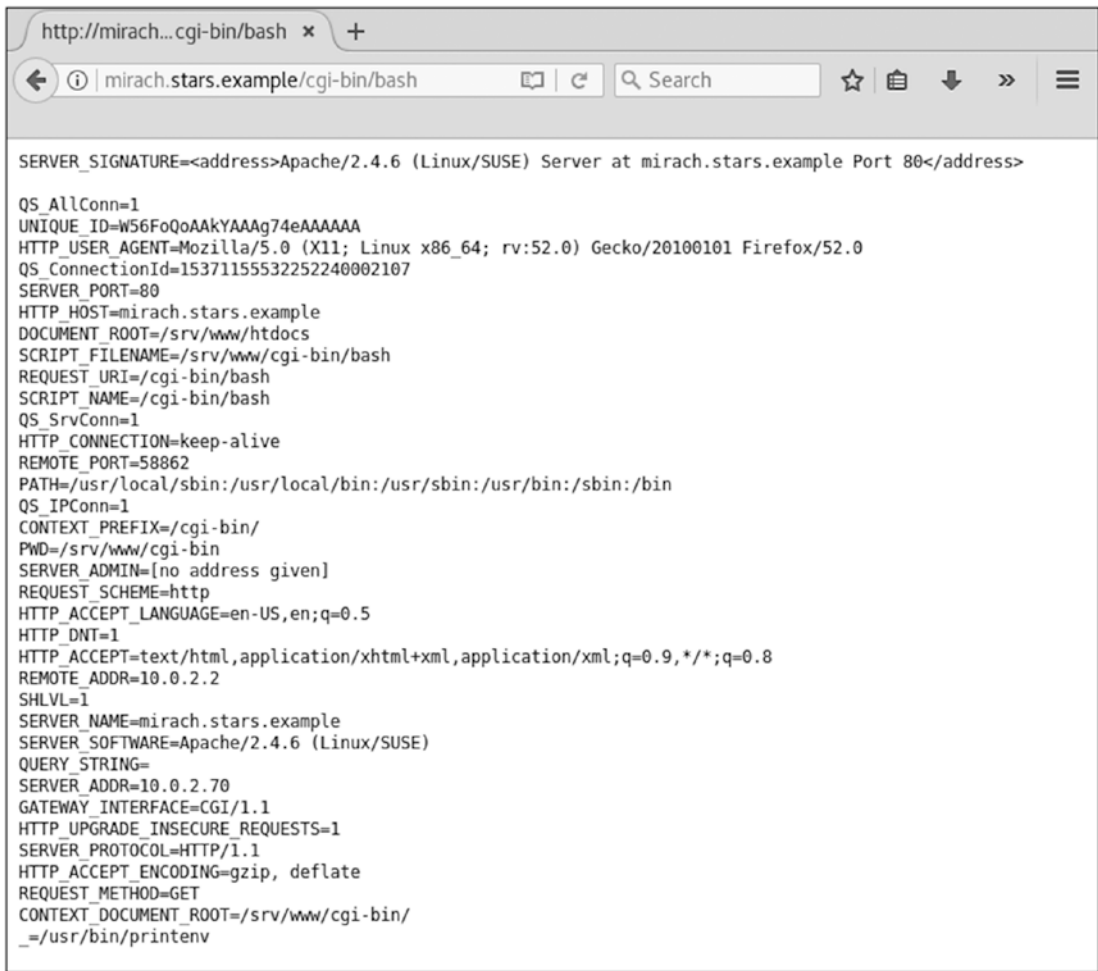 http://mirach...cgi-bin/bash × +
mirach.stars.example/cgi-bin/bash Search
SERVER_SIGNATURE=<address>Apache/2.4.6 (Linux/SUSE) Server at mirach.stars.example Port 80</address>
QS_AllConn=1
UNIQUE_ID=W56FoQoAAkYAAAg74eAAAAAA
HTTP_USER_AGENT=Mozilla/5.0 (X11; Linux x86_64; rv:52.0) Gecko/20100101 Firefox/52.0
QS_ConnectionId=15371155532252240002107
SERVER_PORT=80
HTTP_HOST=mirach.stars.example
DOCUMENT_ROOT=/srv/www/htdocs
SCRIPT_FILENAME=/srv/www/cgi-bin/bash
REQUEST_URI=/cgi-bin/bash
SCRIPT_NAME=/cgi-bin/bash
QS_SrvConn=1
HTTP_CONNECTION=keep-alive
REMOTE_PORT=58862
PATH=/usr/local/sbin:/usr/local/bin:/usr/sbin:/usr/bin:/sbin:/bin
QS_IPConn=1
CONTEXT_PREFIX=/cgi-bin/
PWD=/srv/www/cgi-bin
SERVER_ADMIN=[no address given]
REQUEST_SCHEME=http
HTTP_ACCEPT_LANGUAGE=en-US,en;q=0.5
HTTP_DNT=1
HTTP_ACCEPT=text/html,application/xhtml+xml,application/xml;q=0.9,*/*;q=0.8
REMOTE_ADDR=10.0.2.2
SHLVL=1
SERVER_NAME=mirach.stars.example
SERVER_SOFTWARE=Apache/2.4.6 (Linux/SUSE)
QUERY_STRING=
SERVER_ADDR=10.0.2.70
GATEWAY_INTERFACE=CGI/1.1
HTTP_UPGRADE_INSECURE_REQUESTS=1
SERVER_PROTOCOL=HTTP/1.1
HTTP_ACCEPT_ENCODING=gzip, deflate
REQUEST_METHOD=GET
CONTEXT_DOCUMENT_ROOT=/srv/www/cgi-bin/
_=/usr/bin/printenv